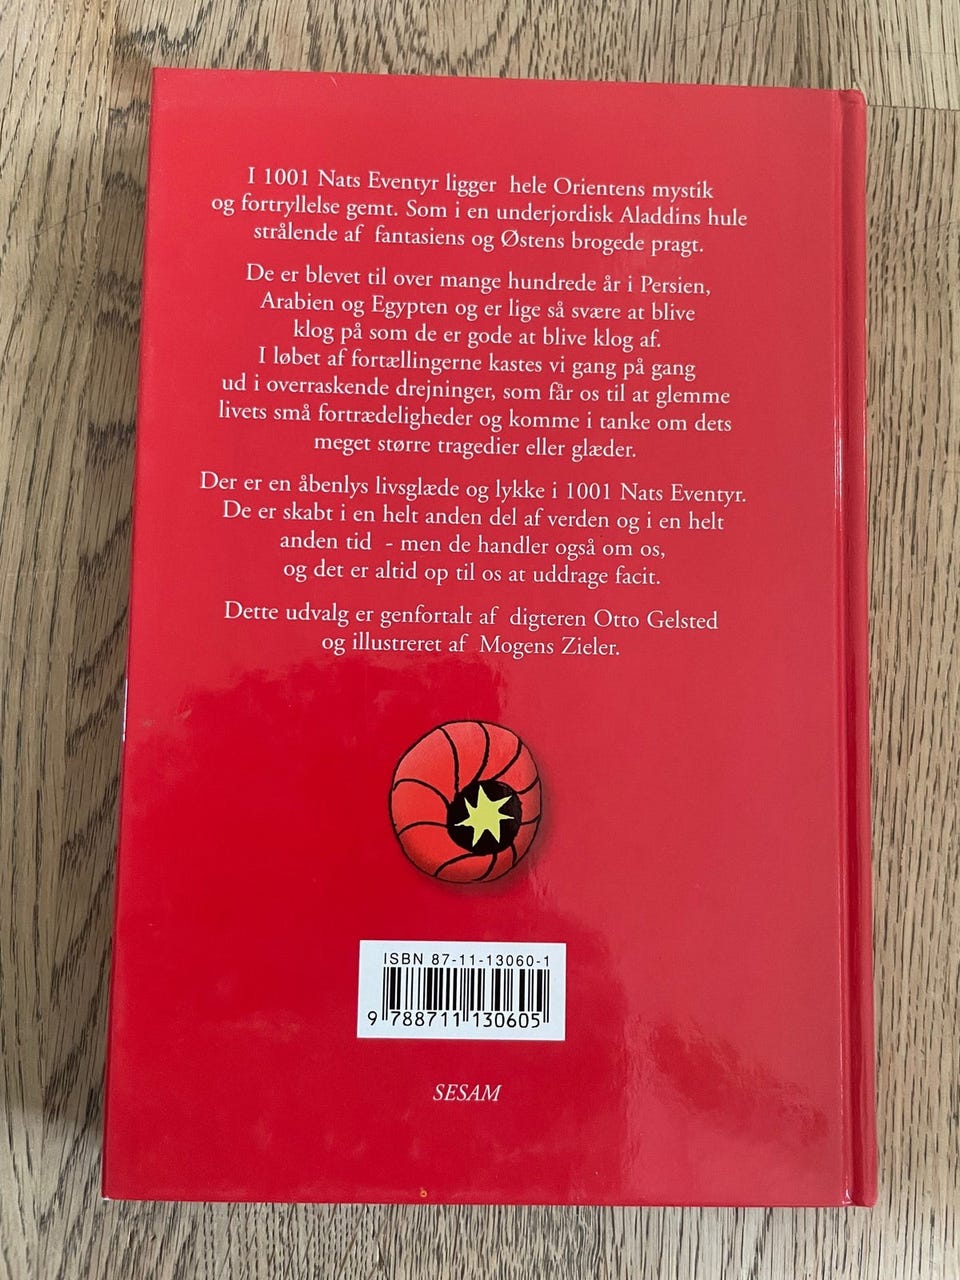 I 1001 Nats Eventyr ligger hele Orientens mystik
og fortryllelse gemt. Som i en underjordisk Aladdins hule
strålende af fantasiens og Østens brogede pragt.
De er blevet til over mange hundrede år i Persien,
Arabien og Egypten og er lige så svære at blive
klog på som de er gode at blive klog af.
I løbet af fortællingerne kastes vi gang på gang
ud i overraskende drejninger, som får os til at glemme
livets små fortrædeligheder og komme i tanke om dets
meget større tragedier eller glæder.
Der er en åbenlys livsglæde og lykke i 1001 Nats Eventyr.
De er skabt i en helt anden del af verden og i en helt
anden tid - men de handler også om os,
og det er altid op til os at uddrage facit.
Dette udvalg er genfortalt af digteren Otto Gelsted
og illustreret af Mogens Zieler.
ISBN 87-11-13060-1
9 788711 130605
SESAM